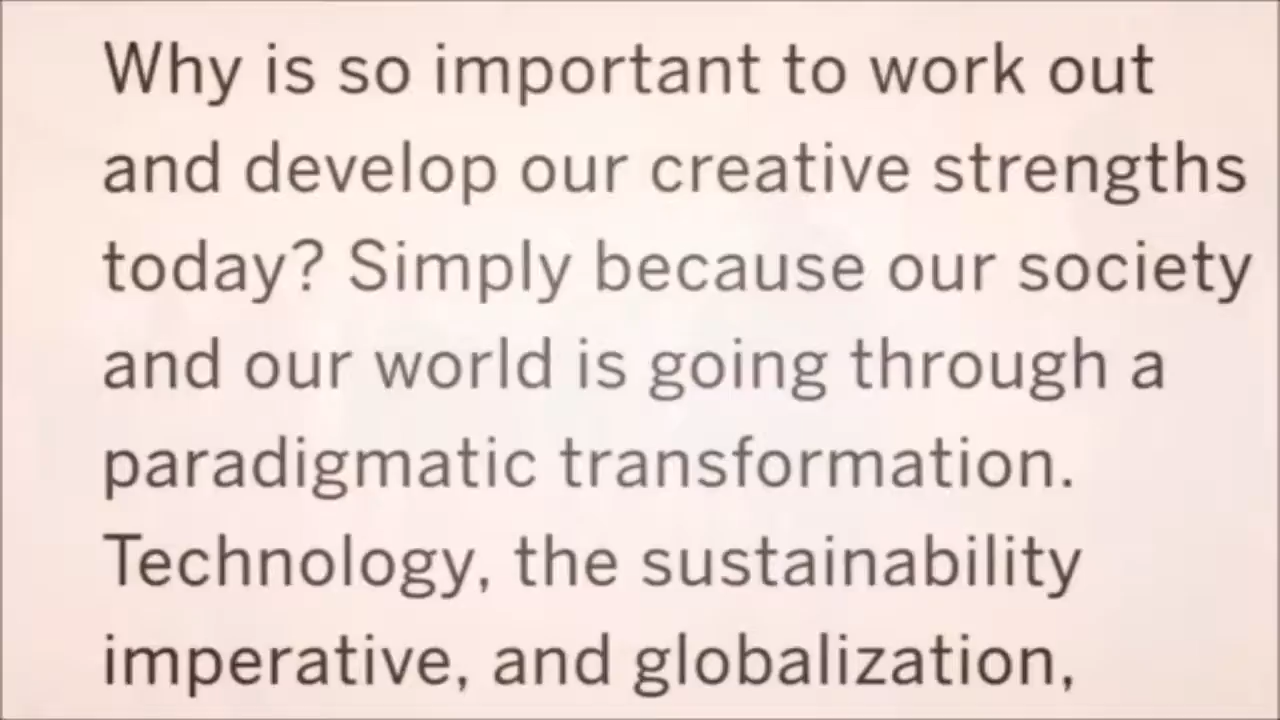 Why is so important to work out
and develop our creative strengths
today? Simply because our society
and our world is going through a
paradigmatic transformation.
Technology, the sustainability
imperative, and globalization,